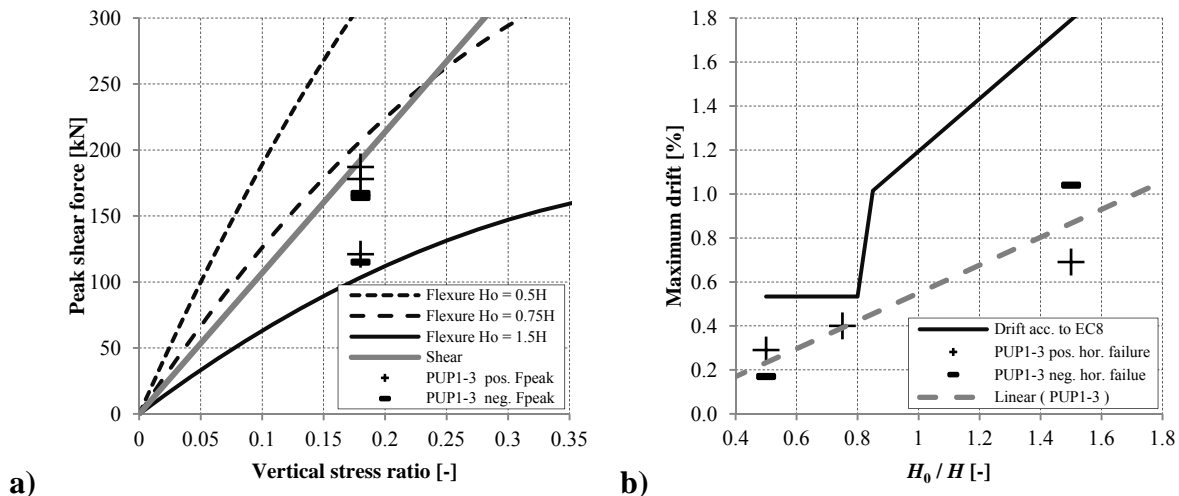 300
250
200
150
100
50
0
Peak shear force [kN]
0
0.05
0.1
0.15
0.2
0.25
0.3
0.35
Vertical stress ratio [-]
Flexure Ho = 0.5H
Flexure Ho = 0.75H
Flexure Ho = 1.5H
Shear
PUP1-3 pos. Fpeak
PUP1-3 neg. Fpeak
a)
1.8
1.6
1.4
1.2
1.0
0.8
0.6
0.4
0.2
0.0
Maximum drift [%]
0.4
0.6
0.8
1
1.2
1.4
1.6
1.8
H0 / H [-]
Drift acc. to EC8
PUP1-3 pos. hor. failure
PUP1-3 neg. hor. failue
Linear ( PUP1-3 )
b)